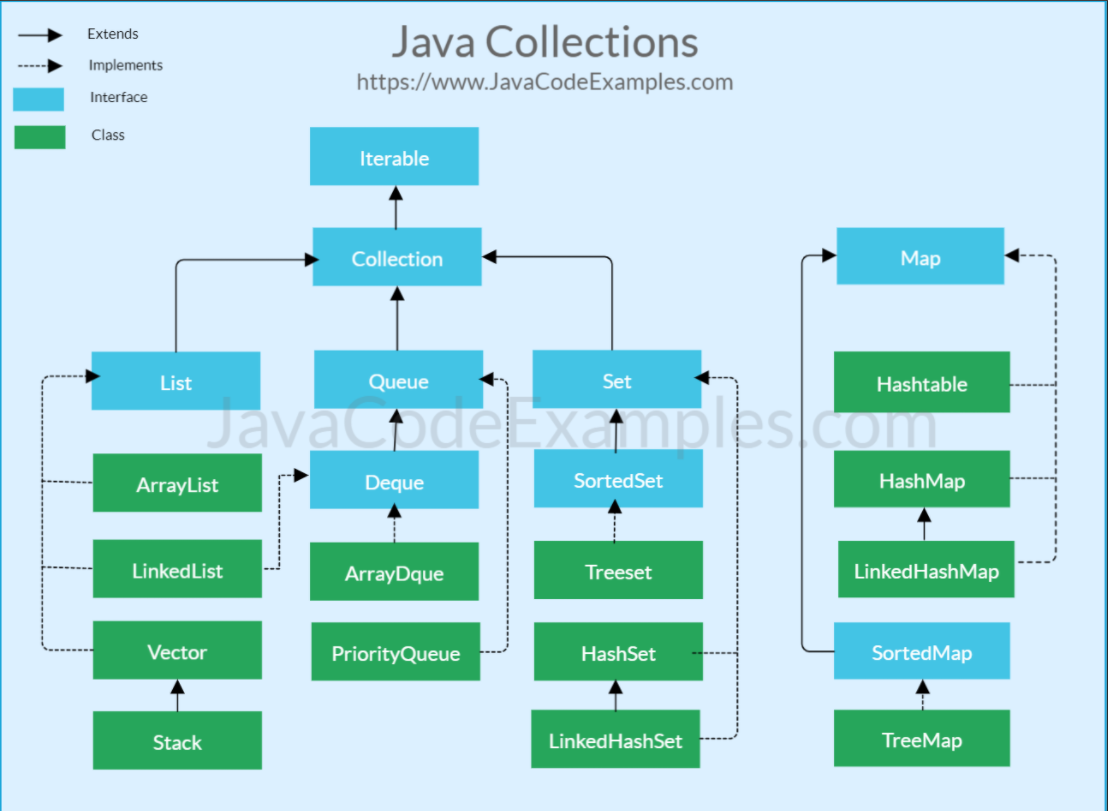 Extends
Implements
Interface
Class
Java Collections
https://www.JavaCodeExamples.com
Iterable
Collection
Map
List
Queue
Set
Hashtable
JavaCodeExamples.com
ArrayList
Deque
SortedSet
HashMap
LinkedList
ArrayDque
Treeset
LinkedHashMap
Vector
PriorityQueue
HashSet
SortedMap
Stack
LinkedHashSet
TreeMap